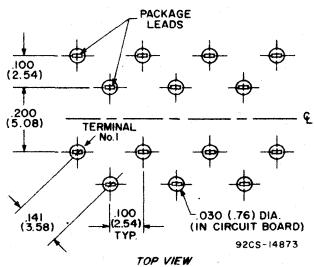 PACKAGE
LEADS
.100
(2.54)
.200
(5.08)
TERMINAL
No.1
℄
.141
(3.58)
.100
(2.54)
TYP.
.030 (.76) DIA.
(IN CIRCUIT BOARD)
92CS-14873
TOP VIEW